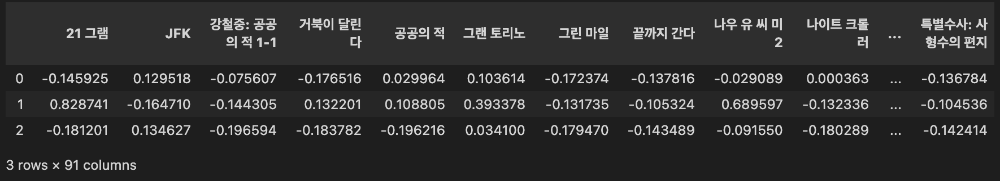 21 그램 JFK 강철중: 공공의 적 1-1 거북이 달린다 공공의 적 그랜 토리노 그린 마일 끝까지 간다 나우 유 씨 미 2 나이트 크롤러 ... 특별수사: 사형수의 편지
0 -0.145925 0.129518 -0.075607 -0.176516 0.029964 0.103614 -0.172374 -0.137816 -0.029089 0.000363 ... -0.136784
1 0.828741 -0.164710 -0.144305 0.132201 0.108805 0.393378 -0.131735 -0.105324 0.689597 -0.132336 ... -0.104536
2 -0.181201 0.134627 -0.196594 -0.183782 -0.196216 0.034100 -0.179470 -0.143489 -0.091550 -0.180289 ... -0.142414
3 rows × 91 columns